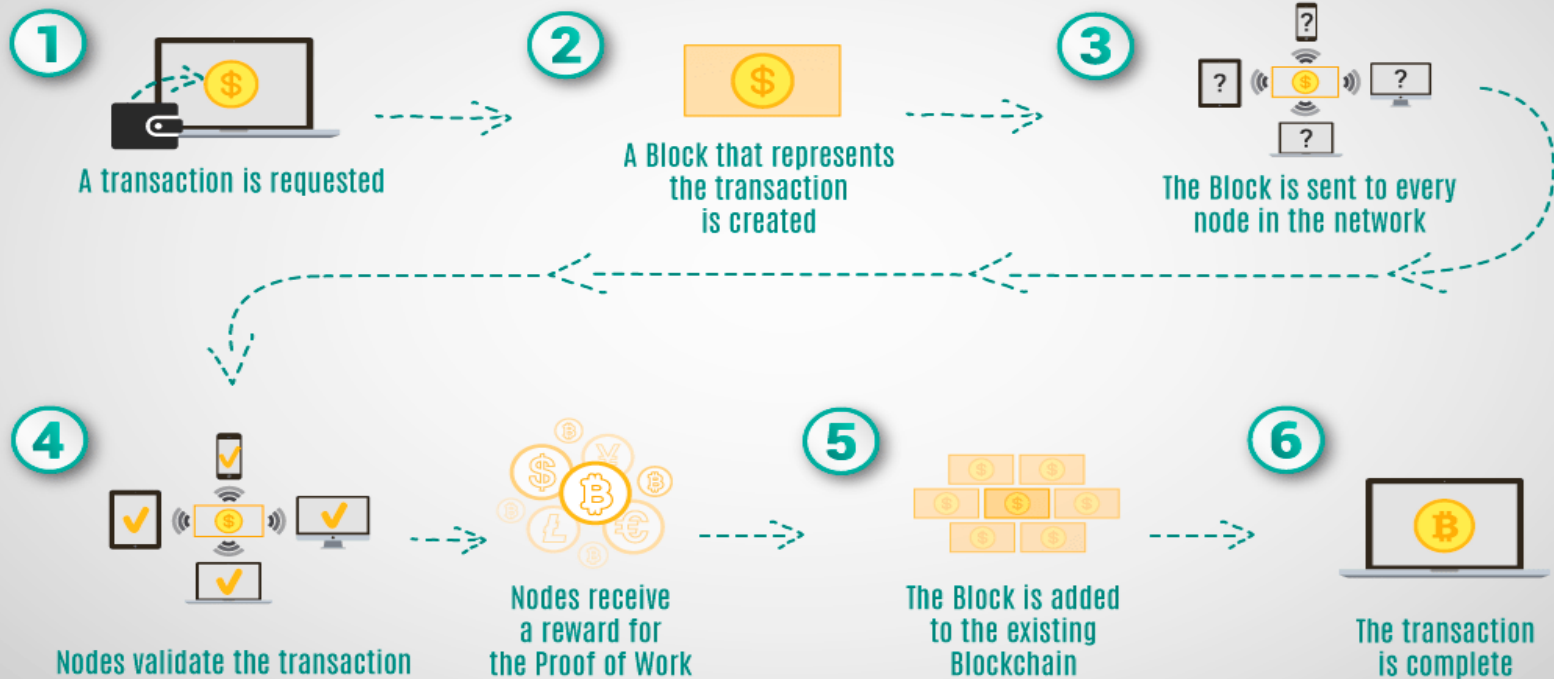 1
A transaction is requested
2
$
A Block that represents
the transaction
is created
3
?
?
$
?
?
The Block is sent to every
node in the network
4
$
Nodes validate the transaction
$
¥
£
€
Nodes receive
a reward for
the Proof of Work
5
$ $
$ $ $
$ $
The Block is added
to the existing
Blockchain
6
₿
The transaction
is complete